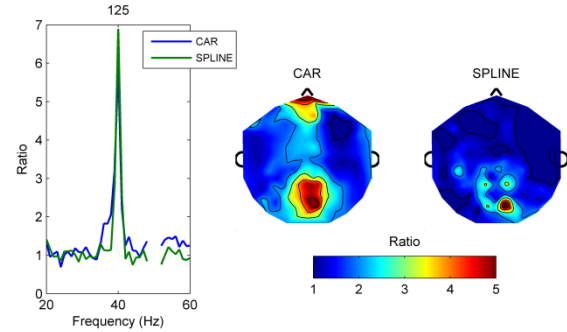 125
7
6
5
4
3
2
1
0
Ratio
20
40
60
Frequency (Hz)
CAR
SPLINE
CAR
SPLINE
Ratio
1
2
3
4
5